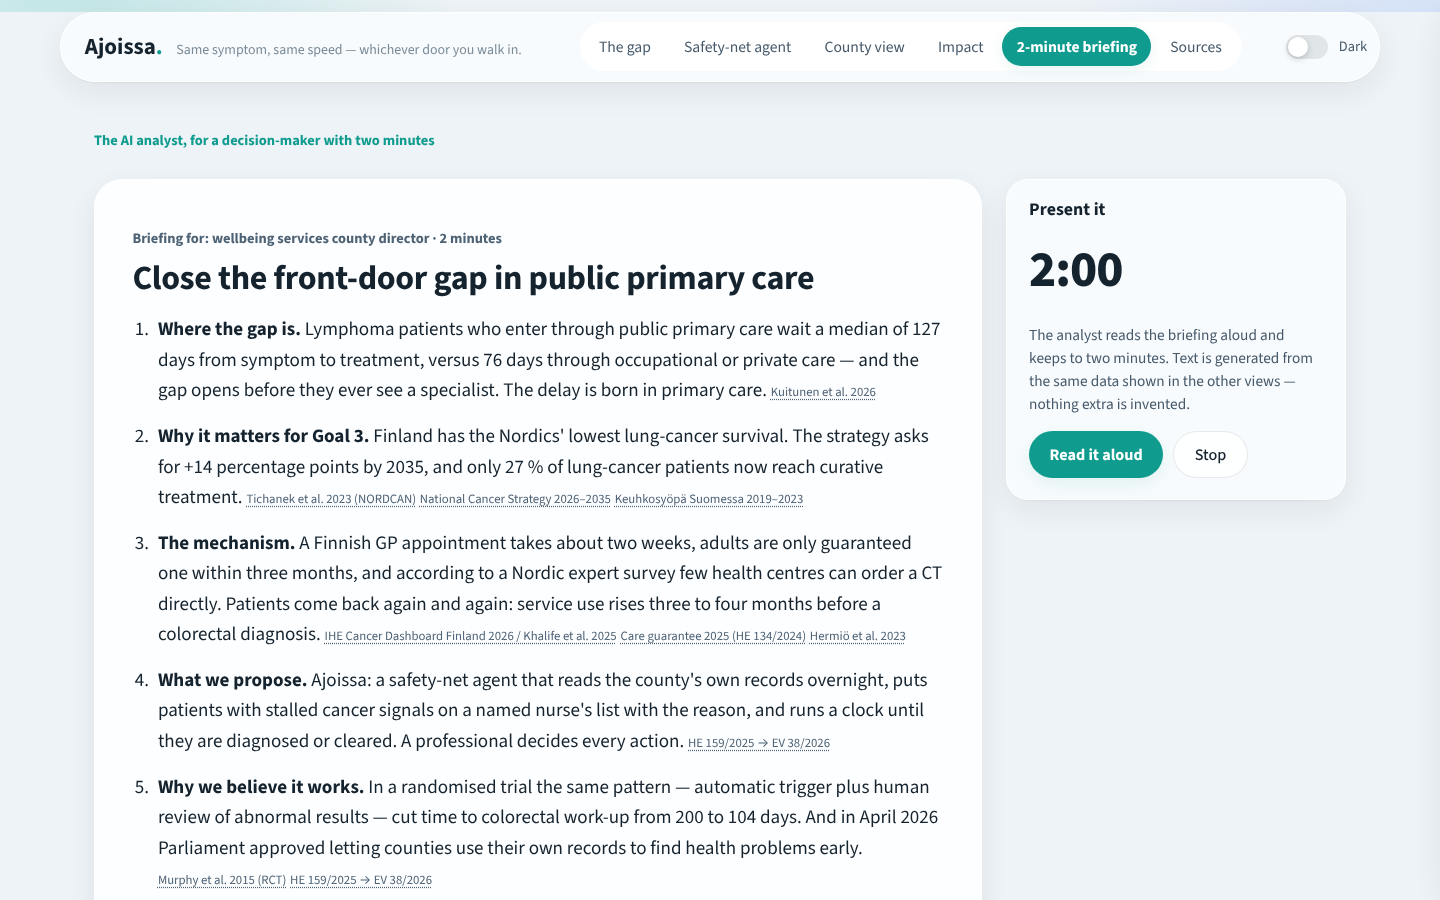 Ajoissa. Same symptom, same speed — whichever door you walk in. The gap Safety-net agent County view Impact 2-minute briefing Sources Dark
The AI analyst, for a decision-maker with two minutes
Briefing for: wellbeing services county director · 2 minutes
Close the front-door gap in public primary care
1. Where the gap is. Lymphoma patients who enter through public primary care wait a median of 127
days from symptom to treatment, versus 76 days through occupational or private care — and the
gap opens before they ever see a specialist. The delay is born in primary care. Kuitunen et al. 2026
2. Why it matters for Goal 3. Finland has the Nordics' lowest lung-cancer survival. The strategy asks
for +14 percentage points by 2035, and only 27 % of lung-cancer patients now reach curative
treatment. Tichanek et al. 2023 (NORDCAN) National Cancer Strategy 2026–2035 Keuhkosyöpä Suomessa 2019–2023
3. The mechanism. A Finnish GP appointment takes about two weeks, adults are only guaranteed
one within three months, and according to a Nordic expert survey few health centres can order a CT
directly. Patients come back again and again: service use rises three to four months before a
colorectal diagnosis. IHE Cancer Dashboard Finland 2026 / Khalife et al. 2025 Care guarantee 2025 (HE 134/2024) Hermiö et al. 2023
4. What we propose. Ajoissa: a safety-net agent that reads the county's own records overnight, puts
patients with stalled cancer signals on a named nurse's list with the reason, and runs a clock until
they are diagnosed or cleared. A professional decides every action. HE 159/2025 → EV 38/2026
5. Why we believe it works. In a randomised trial the same pattern — automatic trigger plus human
review of abnormal results — cut time to colorectal work-up from 200 to 104 days. And in April 2026
Parliament approved letting counties use their own records to find health problems early.
Murphy et al. 2015 (RCT) HE 159/2025 → EV 38/2026
Present it
2:00
The analyst reads the briefing aloud and
keeps to two minutes. Text is generated from
the same data shown in the other views —
nothing extra is invented.
Read it aloud Stop